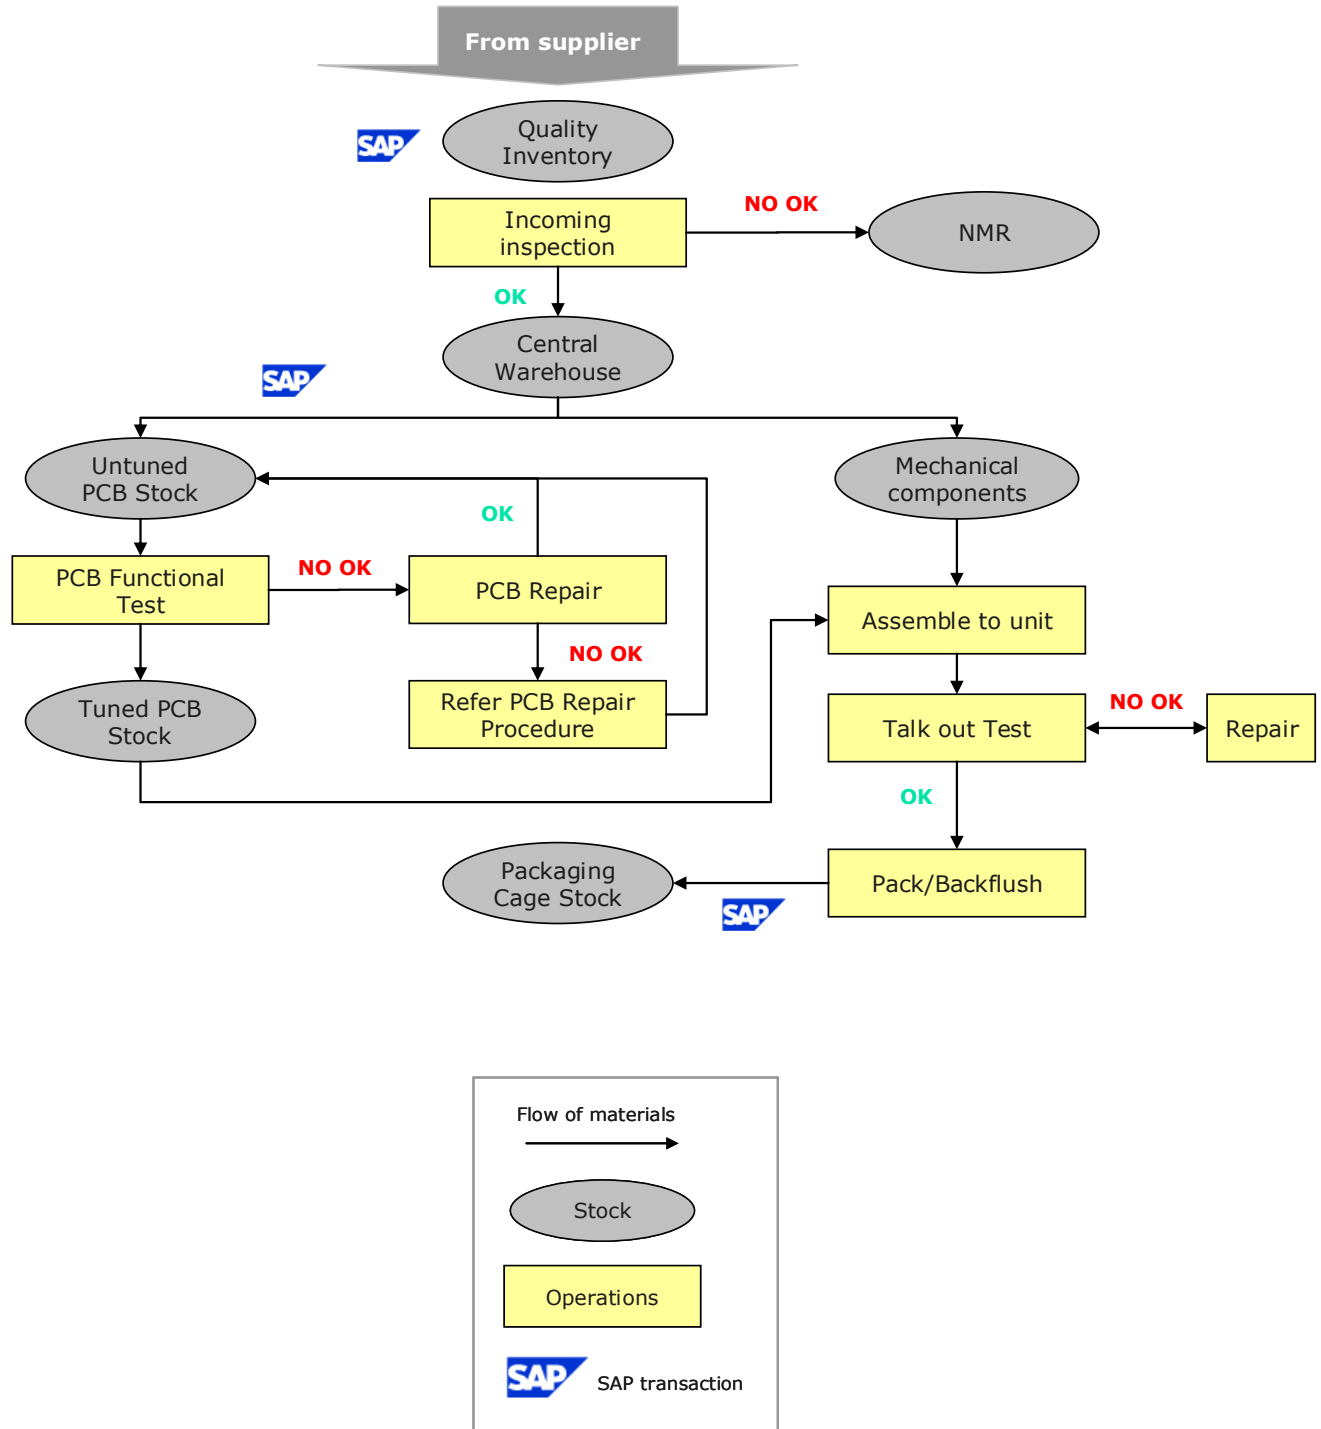 From supplier
SAP
Quality
Inventory
Incoming
inspection
NO OK
NMR
OK
Central
Warehouse
SAP
Untuned
PCB Stock
Mechanical
components
OK
PCB Functional
Test
NO OK
PCB Repair
Assemble to unit
NO OK
Tuned PCB
Stock
Refer PCB Repair
Procedure
Talk out Test
NO OK
Repair
OK
Packaging
Cage Stock
SAP
Pack/Backflush
Flow of materials
Stock
Operations
SAP
SAP transaction